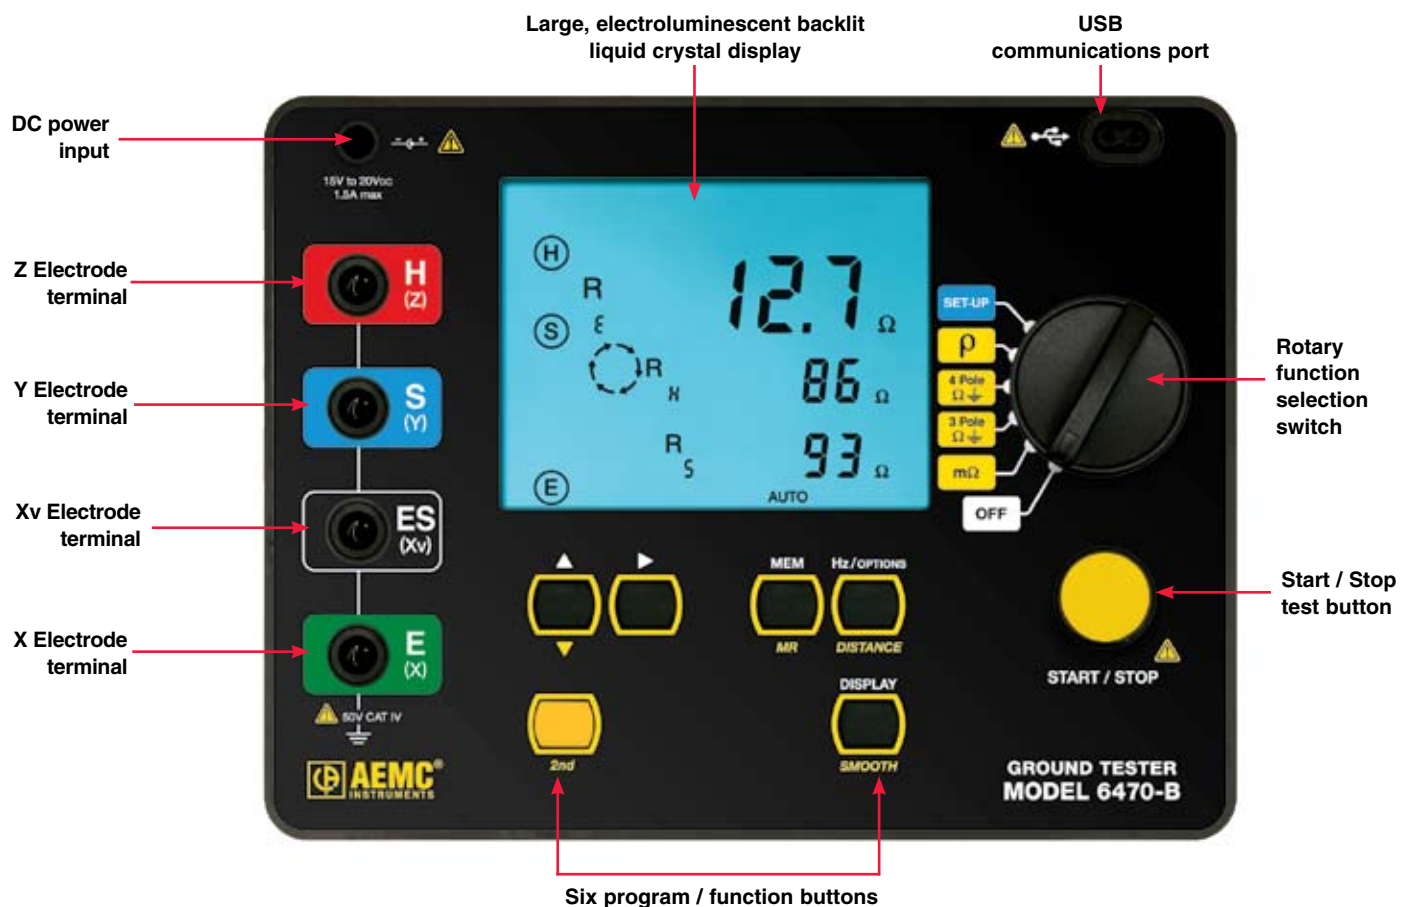 Large, electroluminescent backlit
liquid crystal display
USB
communications port
DC power
input
15V to 20VDC
1.5A max
Z Electrode
terminal
H
(Z)
Y Electrode
terminal
S
(Y)
Xv Electrode
terminal
ES
(Xv)
X Electrode
terminal
E
(X)
50V CAT IV
AEMC®
INSTRUMENTS
H
R
E
12.7 Ω
S
R
H
86 Ω
R
S
93 Ω
E
AUTO
SET-UP
ρ
4 Pole
Ω
3 Pole
Ω
mΩ
OFF
Rotary
function
selection
switch
MEM
Hz/OPTIONS
MR
DISTANCE
2nd
DISPLAY
SMOOTH
Start / Stop
test button
START / STOP
GROUND TESTER
MODEL 6470-B
Six program / function buttons